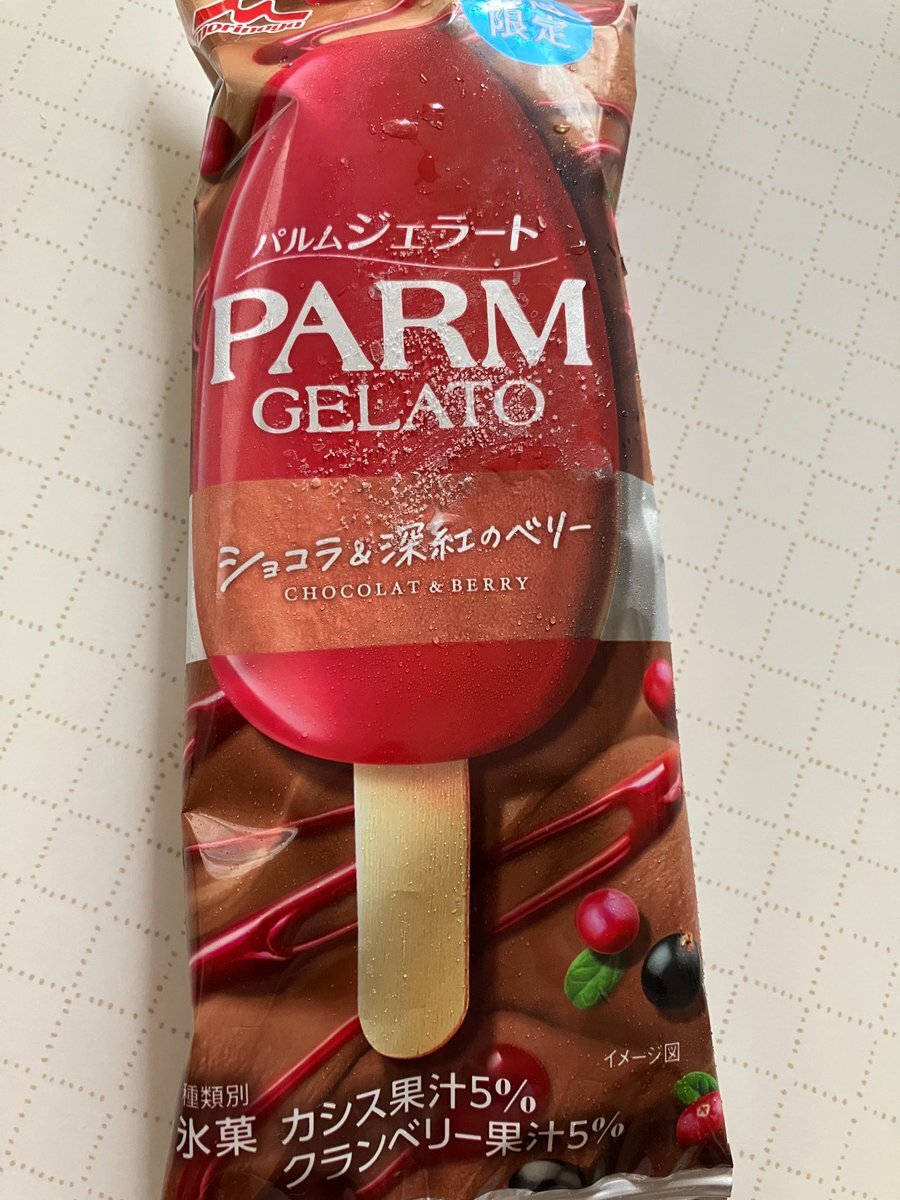 morinaga
限定
パルムジェラート
PARM
GELATO
ショコラ&深紅のベリー
CHOCOLAT & BERRY
イメージ図
種類別
氷菓
カシス果汁5%
クランベリー果汁5%